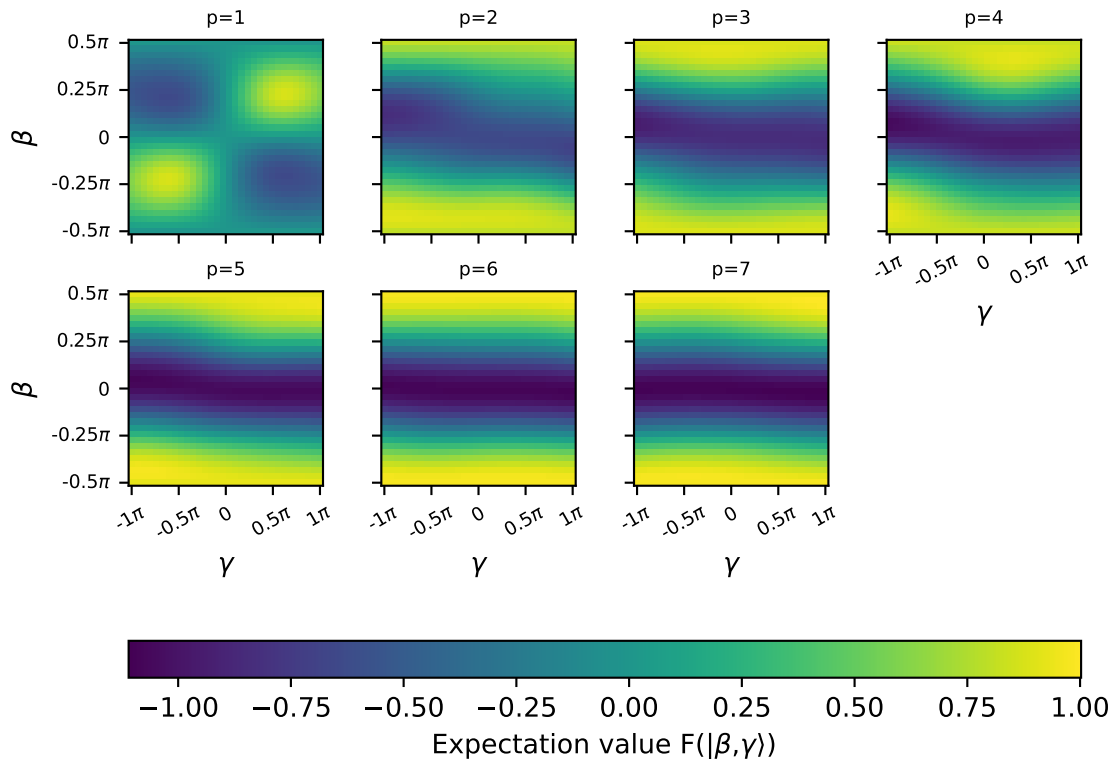 p=1
p=2
p=3
p=4
0.5π
0.25π
0
-0.25π
-0.5π
β
-1π
-0.5π
0
0.5π
1π
γ
p=5
p=6
p=7
0.5π
0.25π
0
-0.25π
-0.5π
β
-1π
-0.5π
0
0.5π
1π
-1π
-0.5π
0
0.5π
1π
-1π
-0.5π
0
0.5π
1π
γ
γ
γ
−1.00
−0.75
−0.50
−0.25
0.00
0.25
0.50
0.75
1.00
Expectation value F(|β,γ⟩)